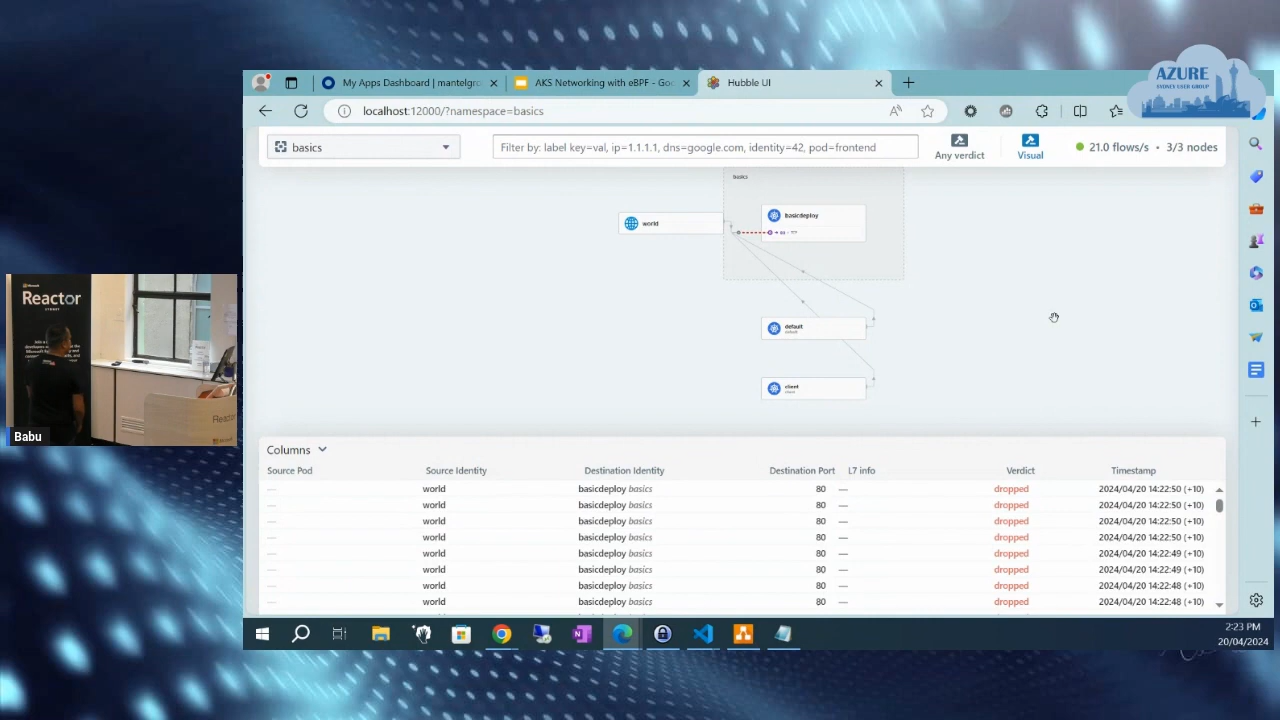 AZURE
SYDNEY USER GROUP
My Apps Dashboard | mantelgro
AKS Networking with eBPF - Goo
Hubble UI
localhost:12000/?namespace=basics
basics
Filter by: label key=val, ip=1.1.1.1, dns=google.com, identity=42, pod=frontend
Any verdict
Visual
21.0 flows/s • 3/3 nodes
basics
world
basicdeploy
default
default
client
client
Microsoft
Reactor
SYDNEY
Babu
Columns
Source Pod Source Identity Destination Identity Destination Port L7 info Verdict Timestamp
— world basicdeploy basics 80 — dropped 2024/04/20 14:22:50 (+10)
— world basicdeploy basics 80 — dropped 2024/04/20 14:22:50 (+10)
— world basicdeploy basics 80 — dropped 2024/04/20 14:22:50 (+10)
— world basicdeploy basics 80 — dropped 2024/04/20 14:22:50 (+10)
— world basicdeploy basics 80 — dropped 2024/04/20 14:22:49 (+10)
— world basicdeploy basics 80 — dropped 2024/04/20 14:22:49 (+10)
— world basicdeploy basics 80 — dropped 2024/04/20 14:22:48 (+10)
— world basicdeploy basics 80 — dropped 2024/04/20 14:22:48 (+10)
2:23 PM
20/04/2024